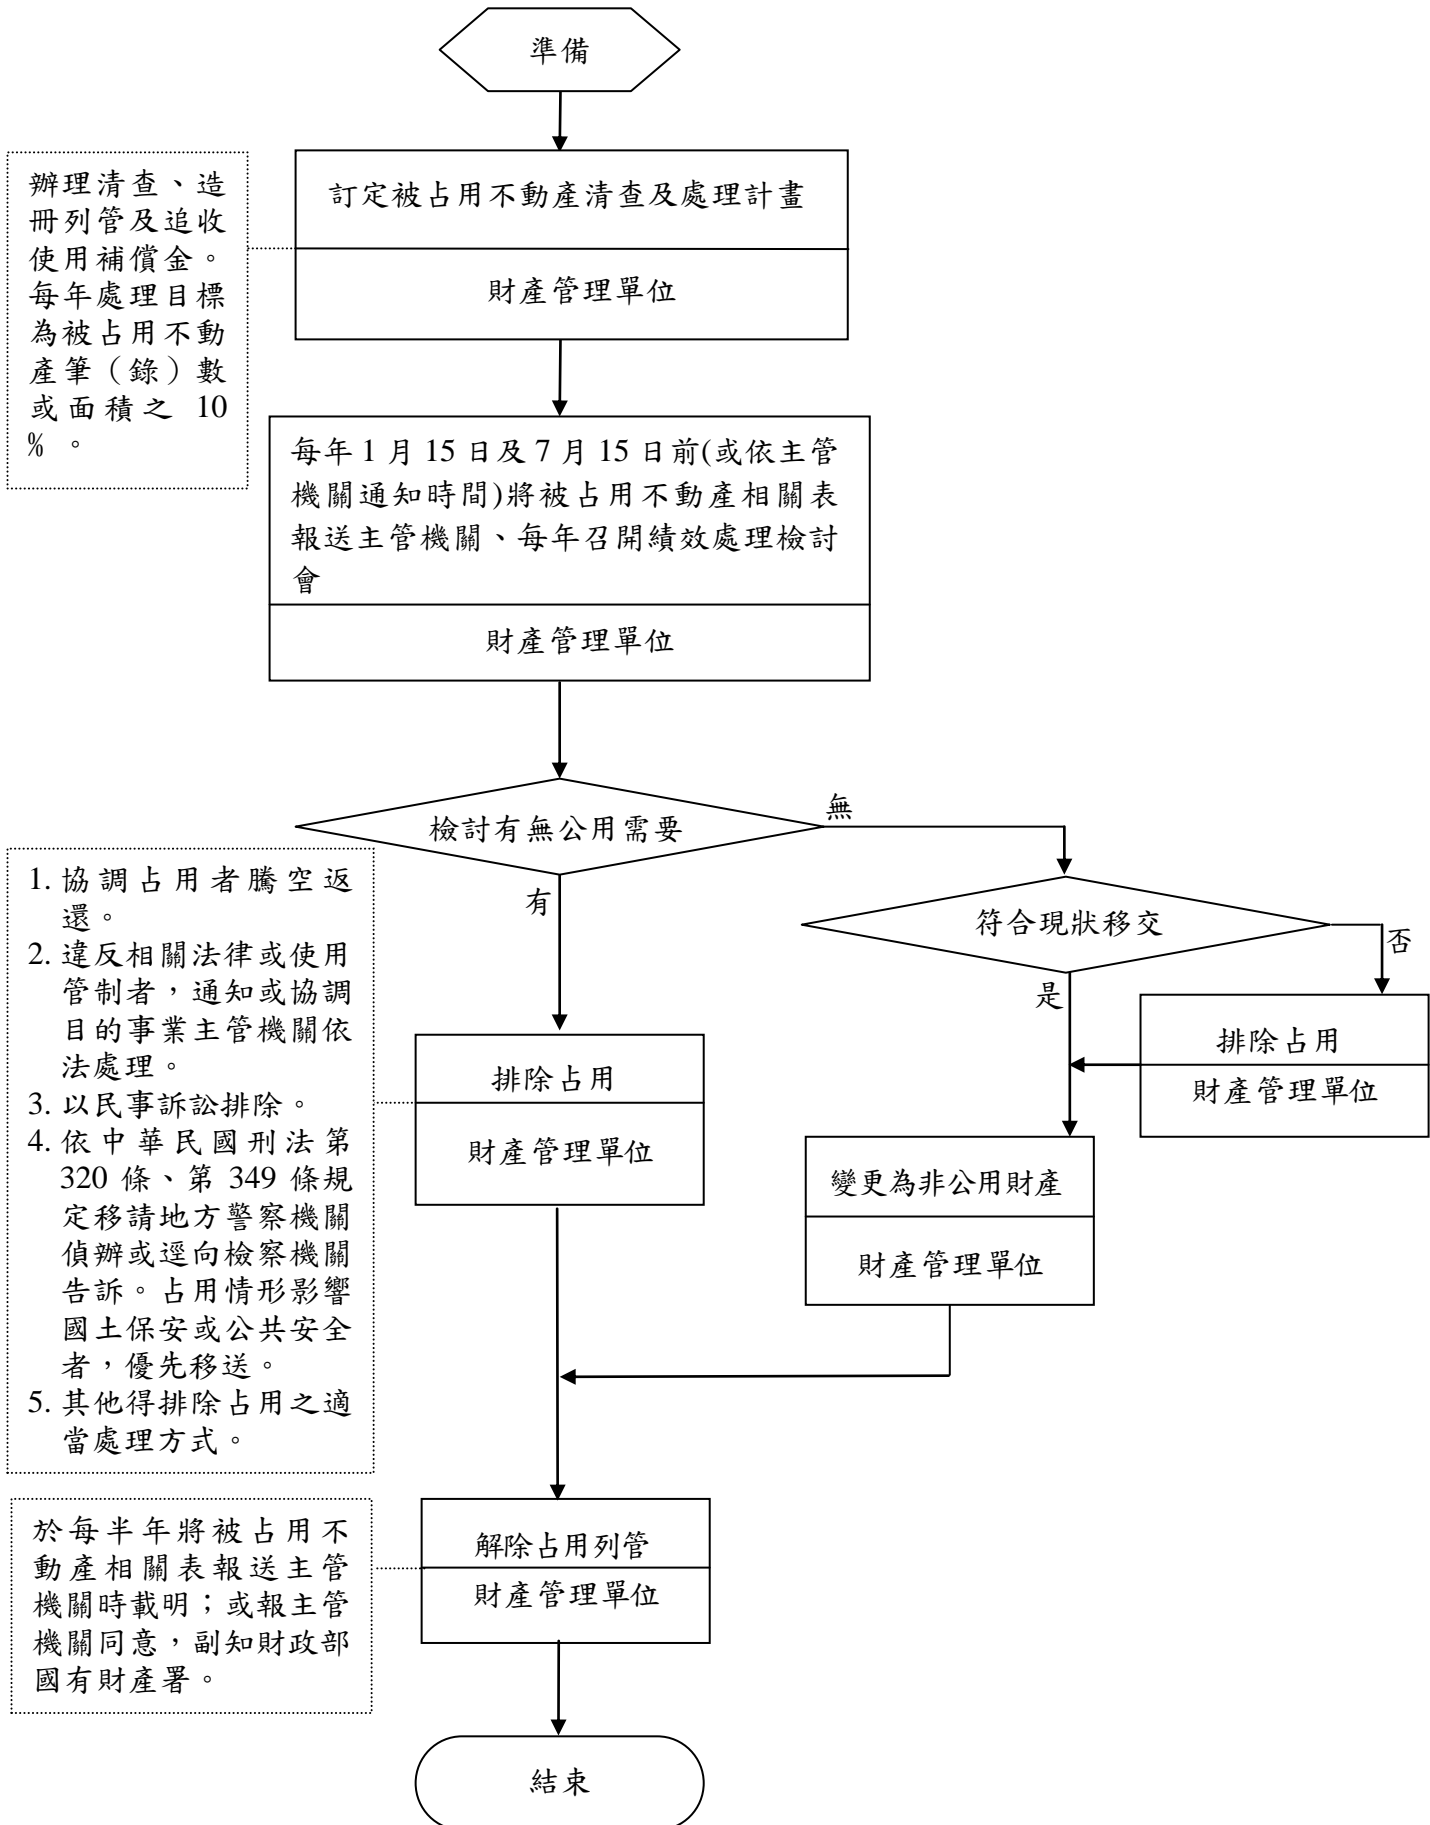 準備
辦理清查、造
冊列管及追收
使用補償金。
每年處理目標
為被占用不動
產筆（錄）數
或面積之 10
% 。
訂定被占用不動產清查及處理計畫
財產管理單位
每年 1 月 15 日及 7 月 15 日前(或依主管
機關通知時間)將被占用不動產相關表
報送主管機關、每年召開績效處理檢討
會
財產管理單位
檢討有無公用需要
無
有
符合現狀移交
否
是
排除占用
財產管理單位
1. 協調占用者騰空返
還。
2. 違反相關法律或使用
管制者，通知或協調
目的事業主管機關依
法處理。
3. 以民事訴訟排除。
4. 依中華民國刑法第
320 條、第 349 條規
定移請地方警察機關
偵辦或逕向檢察機關
告訴。占用情形影響
國土保安或公共安全
者，優先移送。
5. 其他得排除占用之適
當處理方式。
排除占用
財產管理單位
變更為非公用財產
財產管理單位
於每半年將被占用不
動產相關表報送主管
機關時載明；或報主管
機關同意，副知財政部
國有財產署。
解除占用列管
財產管理單位
結束